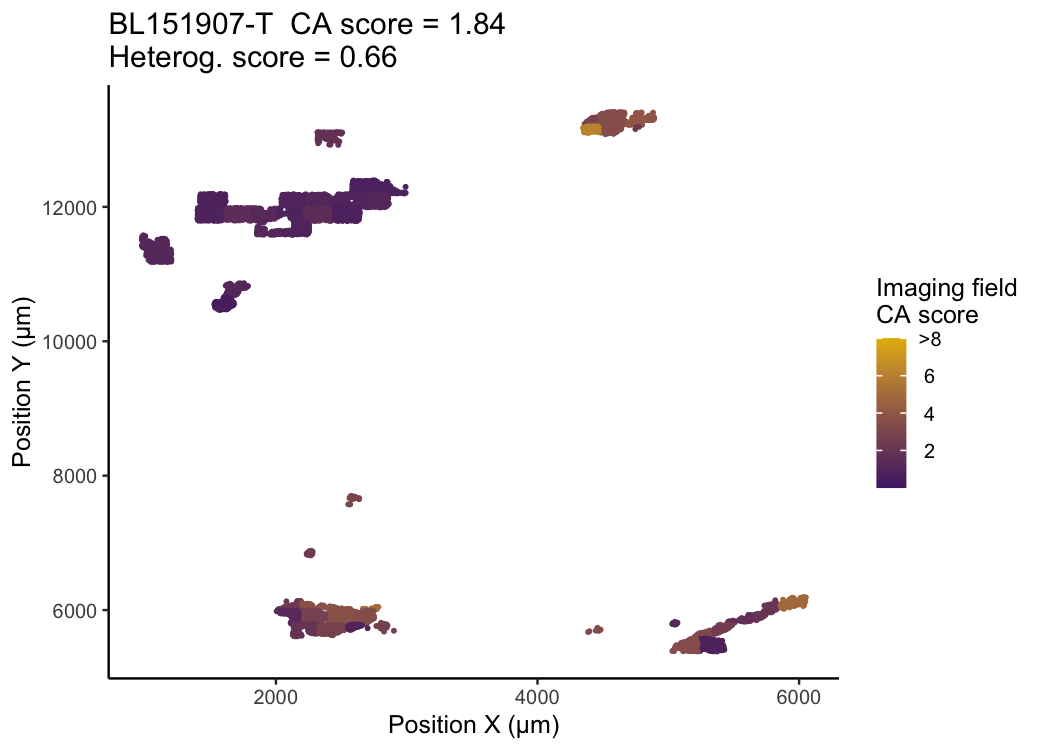 BL151907-T  CA score = 1.84
Heterog. score = 0.66
Position Y (µm)
12000
10000
8000
6000
2000
4000
6000
Position X (µm)
Imaging field
CA score
>8
6
4
2